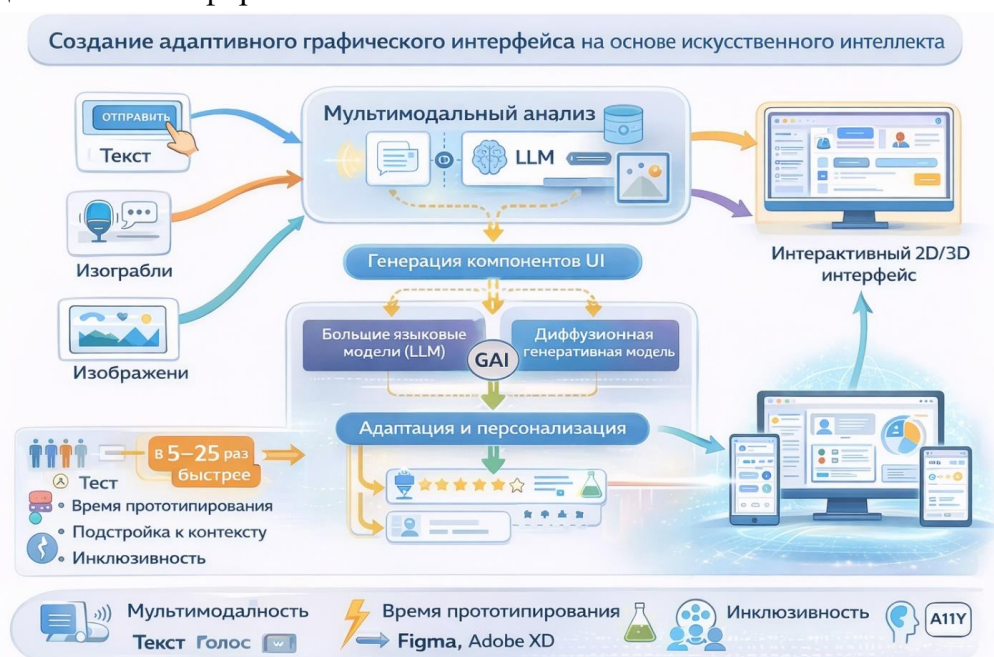 Создание адаптивного графического интерфейса на основе искусственного интеллекта
ОТПРАВИТЬ
Текст
Изограбли
Изображени
Мультимодальный анализ
LLM
Генерация компонентов UI
Большие языковые
модели (LLM)
GAI
Диффузионная
генеративная модель
Адаптация и персонализация
Интерактивный 2D/3D
интерфейс
в 5–25 раз
быстрее
Тест
Время прототипирования
Подстройка к контексту
Инклюзивность
Мультимодальность
Текст Голос
Время прототипирования
Figma, Adobe XD
Инклюзивность
A11Y